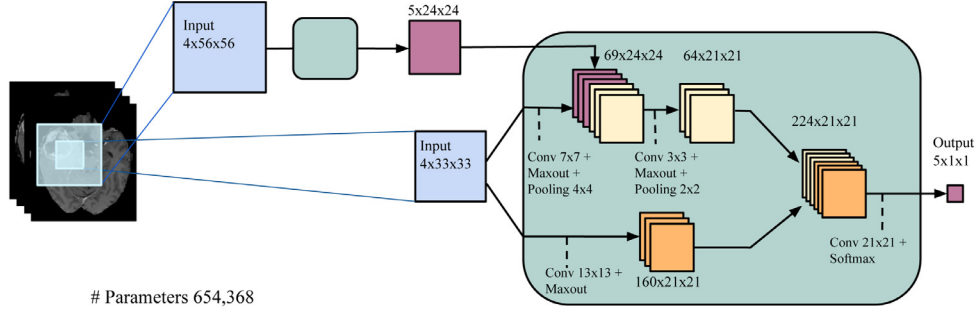 Input
4x56x56
5x24x24
69x24x24
64x21x21
224x21x21
Output
5x1x1
Input
4x33x33
Conv 7x7 +
Maxout +
Pooling 4x4
Conv 3x3 +
Maxout +
Pooling 2x2
Conv 21x21 +
Softmax
Conv 13x13 +
Maxout
160x21x21
# Parameters 654,368